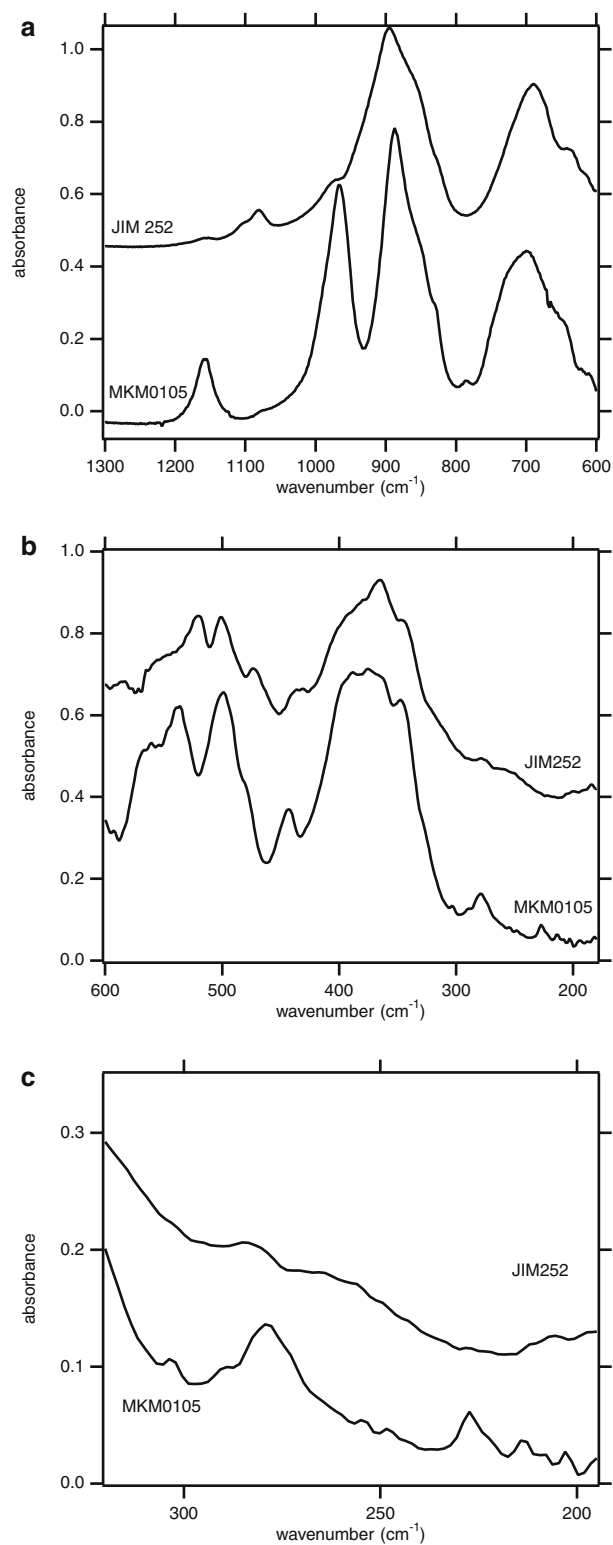 a
1.0
0.8
0.6
0.4
0.2
0.0
absorbance
JIM 252
MKM0105
1300 1200 1100 1000 900 800 700 600
wavenumber (cm-1)
b
1.0
0.8
0.6
0.4
0.2
0.0
absorbance
JIM252
MKM0105
600 500 400 300 200
wavenumber (cm-1)
c
0.3
0.2
0.1
0.0
absorbance
JIM252
MKM0105
300 250 200
wavenumber (cm-1)